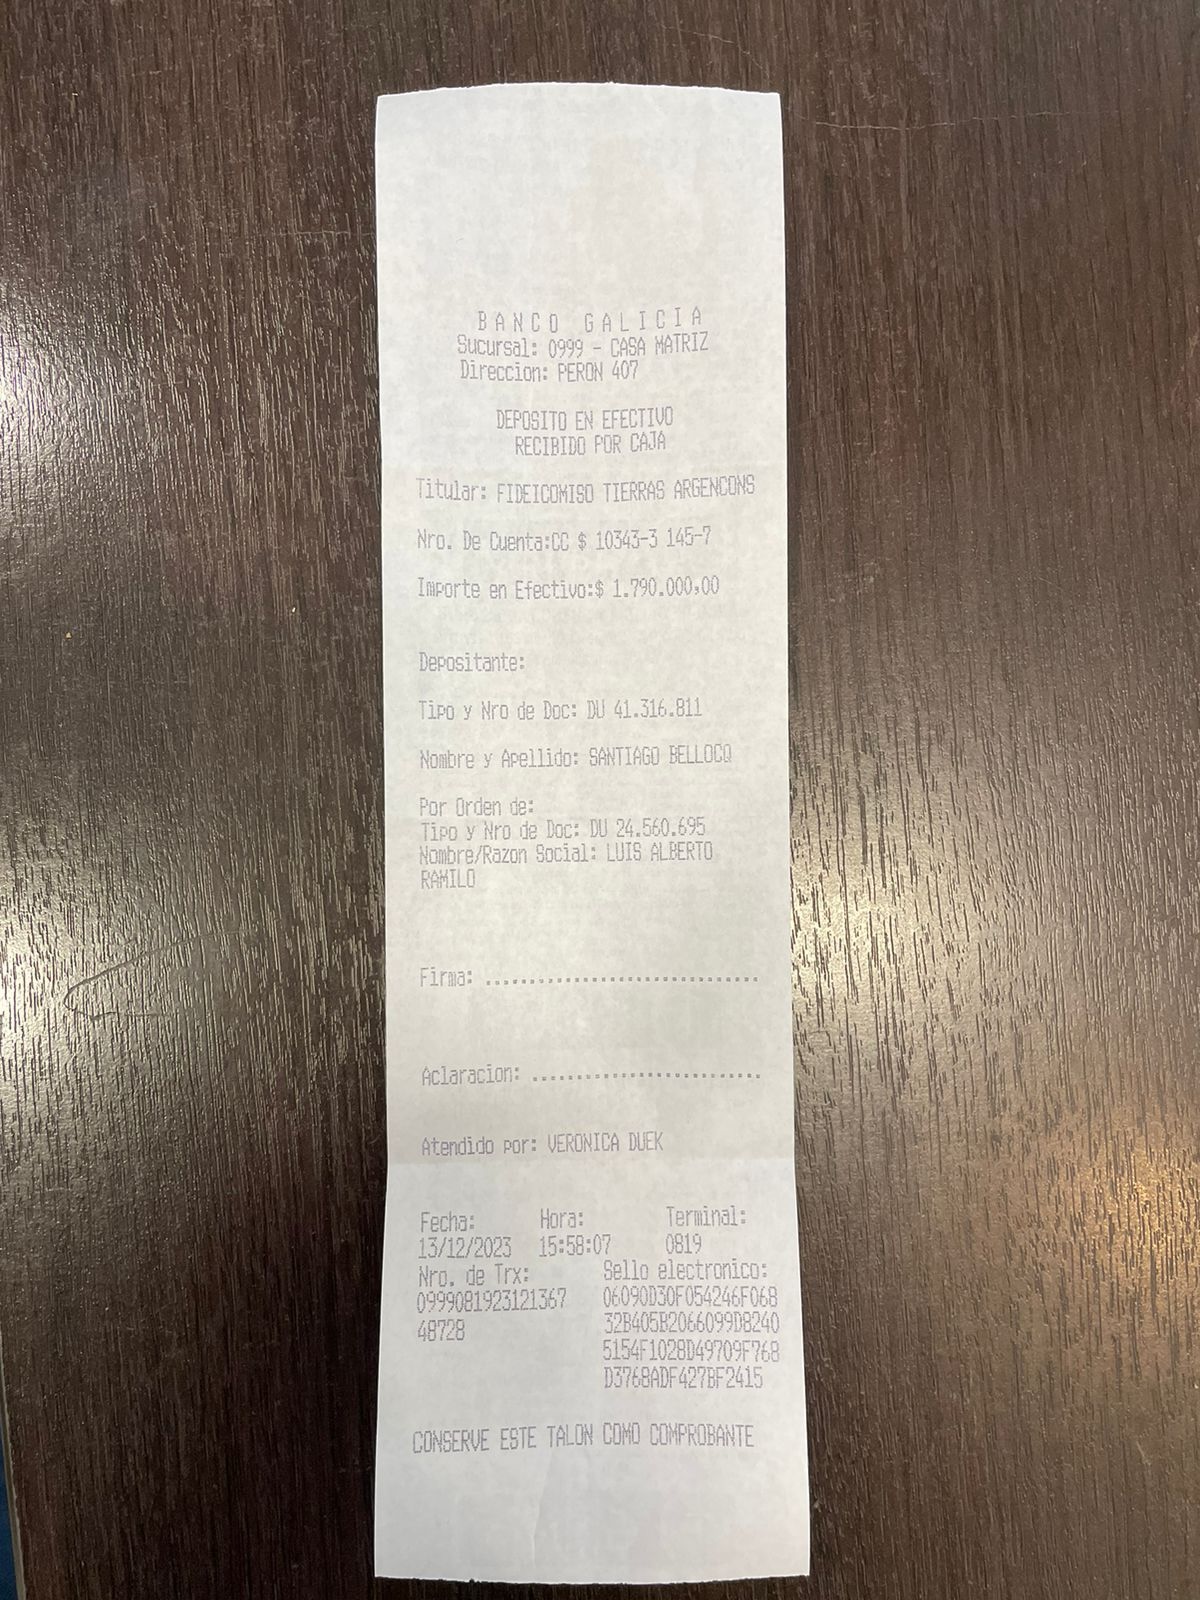 BANCO GALICIA
Sucursal: 0999 - CASA MATRIZ
Direccion: PERON 407
DEPOSITO EN EFECTIVO
RECIBIDO POR CAJA
Titular: FIDEICOMISO TIERRAS ARGENCONS
Nro. De Cuenta:CC $ 10343-3 145-7
Importe en Efectivo:$ 1.790.000,00
Depositante:
Tipo y Nro de Doc: DU 41.316.811
Nombre y Apellido: SANTIAGO BELLOCQ
Por Orden de:
Tipo y Nro de Doc: DU 24.560.695
Nombre/Razon Social: LUIS ALBERTO
RAMILO
Firma: ..............................
Aclaracion: .........................
Atendido por: VERONICA DUEK
Fecha: Hora: Terminal:
13/12/2023 15:58:07 0819
Nro. de Trx: Sello electronico:
0999081923121367 06090D30F054246F068
48728 32B405B2066099D8240
5154F1028D49709F768
D3768ADF427BF2415
CONSERVE ESTE TALON COMO COMPROBANTE